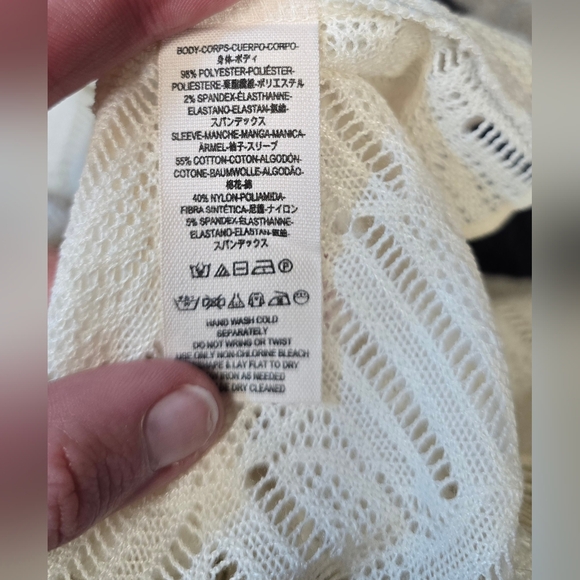 BODY-CORPS-CUERPO-CORPO-
身体-ボディ
98% POLYESTER-POLIÉSTER-
POLIESTERE-聚酯纖維-ポリエステル
2% SPANDEX-ÉLASTHANNE-
ELASTANO-ELASTAN-氨纶-
スパンデックス
SLEEVE-MANCHE-MANGA-MANICA-
ÄRMEL-袖子-スリーブ
55% COTTON-COTON-ALGODÓN-
COTONE-BAUMWOLLE-ALGODÃO-
棉花-綿
40% NYLON-POLIAMIDA-
FIBRA SINTÉTICA-尼龍-ナイロン
5% SPANDEX-ÉLASTHANNE-
ELASTANO-ELASTAN-氨纶-
スパンデックス
HAND WASH COLD
SEPARATELY
DO NOT WRING OR TWIST
USE ONLY NON-CHLORINE BLEACH
& LAY FLAT TO DRY
IRON AS NEEDED
DRY CLEANED